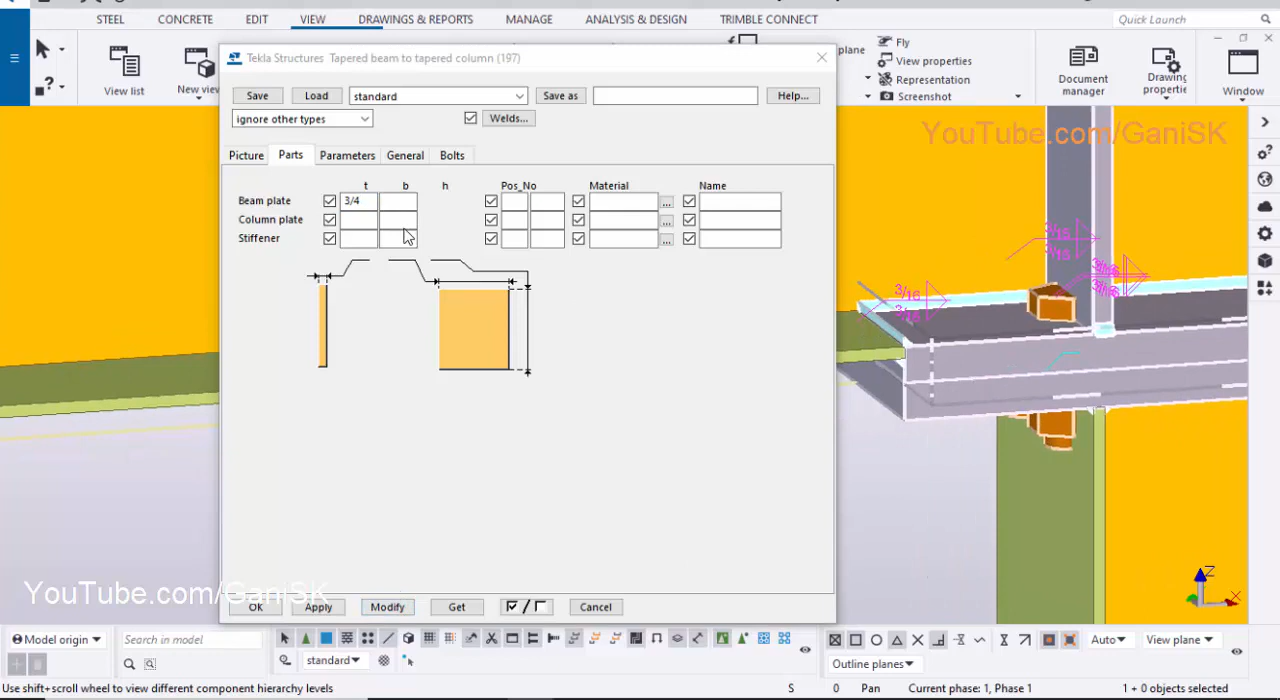 STEEL CONCRETE EDIT VIEW DRAWINGS & REPORTS MANAGE ANALYSIS & DESIGN TRIMBLE CONNECT Quick Launch
Tekla Structures Tapered beam to tapered column (197)
plane Fly
View properties
Representation
Screenshot
View list New view
Document manager
Drawing properties
Window
Save Load standard Save as Help...
ignore other types Welds...
YouTube.com/GaniSK
Picture Parts Parameters General Bolts
t b h Pos_No Material Name
Beam plate 3/4 ...
Column plate ...
Stiffener ...
3/16
YouTube.com/GaniSK
OK Apply Modify Get / Cancel
Model origin Search in model
Auto View plane
standard
Outline planes
Use shift+scroll wheel to view different component hierarchy levels S 0 Pan Current phase: 1, Phase 1 1 + 0 objects selected
Z
X